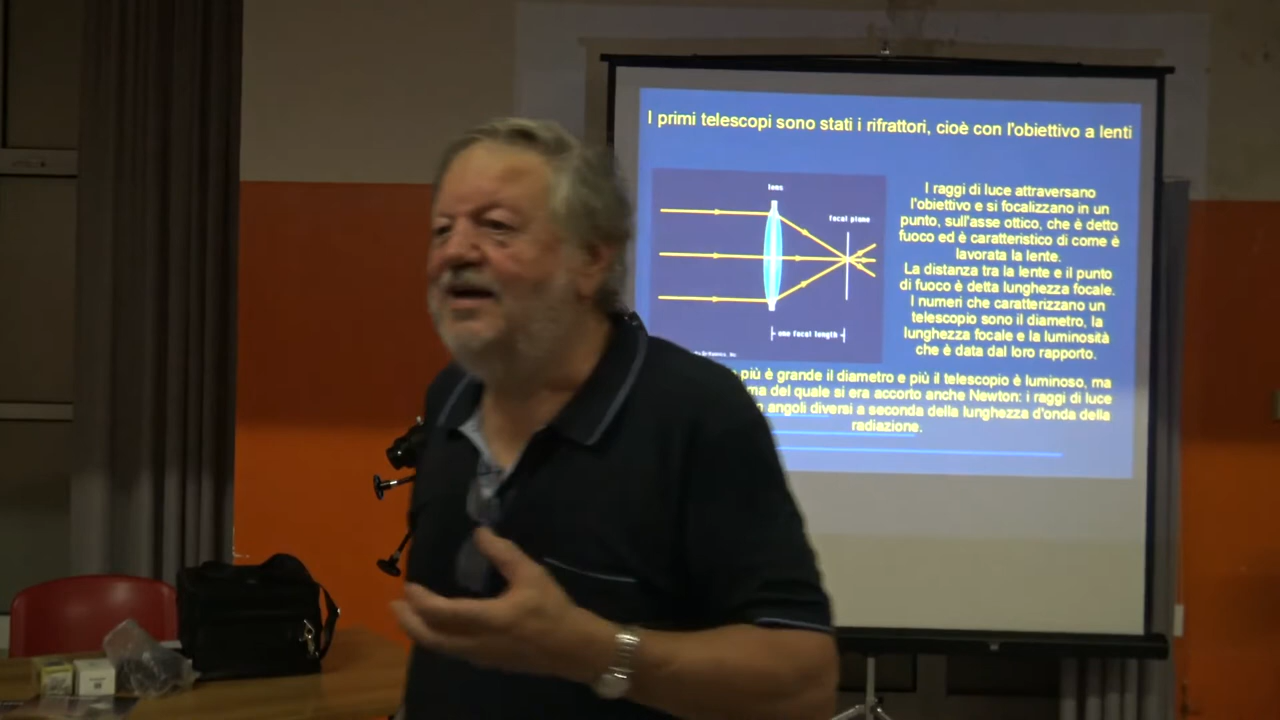 I primi telescopi sono stati i rifrattori, cioè con l'obiettivo a lenti
lens
focal plane
one focal length
Britannica, Inc.
I raggi di luce attraversano
l'obiettivo e si focalizzano in un
punto, sull'asse ottico, che è detto
fuoco ed è caratteristico di come è
lavorata la lente.
La distanza tra la lente e il punto
di fuoco è detta lunghezza focale.
I numeri che caratterizzano un
telescopio sono il diametro, la
lunghezza focale e la luminosità
che è data dal loro rapporto.
più è grande il diametro e più il telescopio è luminoso, ma
del quale si era accorto anche Newton: i raggi di luce
angoli diversi a seconda della lunghezza d'onda della
radiazione.